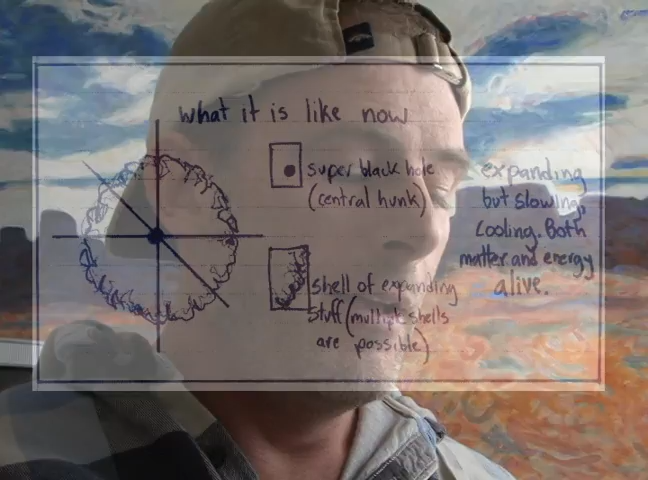 what it is like now
super black hole
(central hunk)
expanding
but slowing,
cooling. Both
matter and energy
alive.
shell of expanding
stuff (multiple shells
are possible)